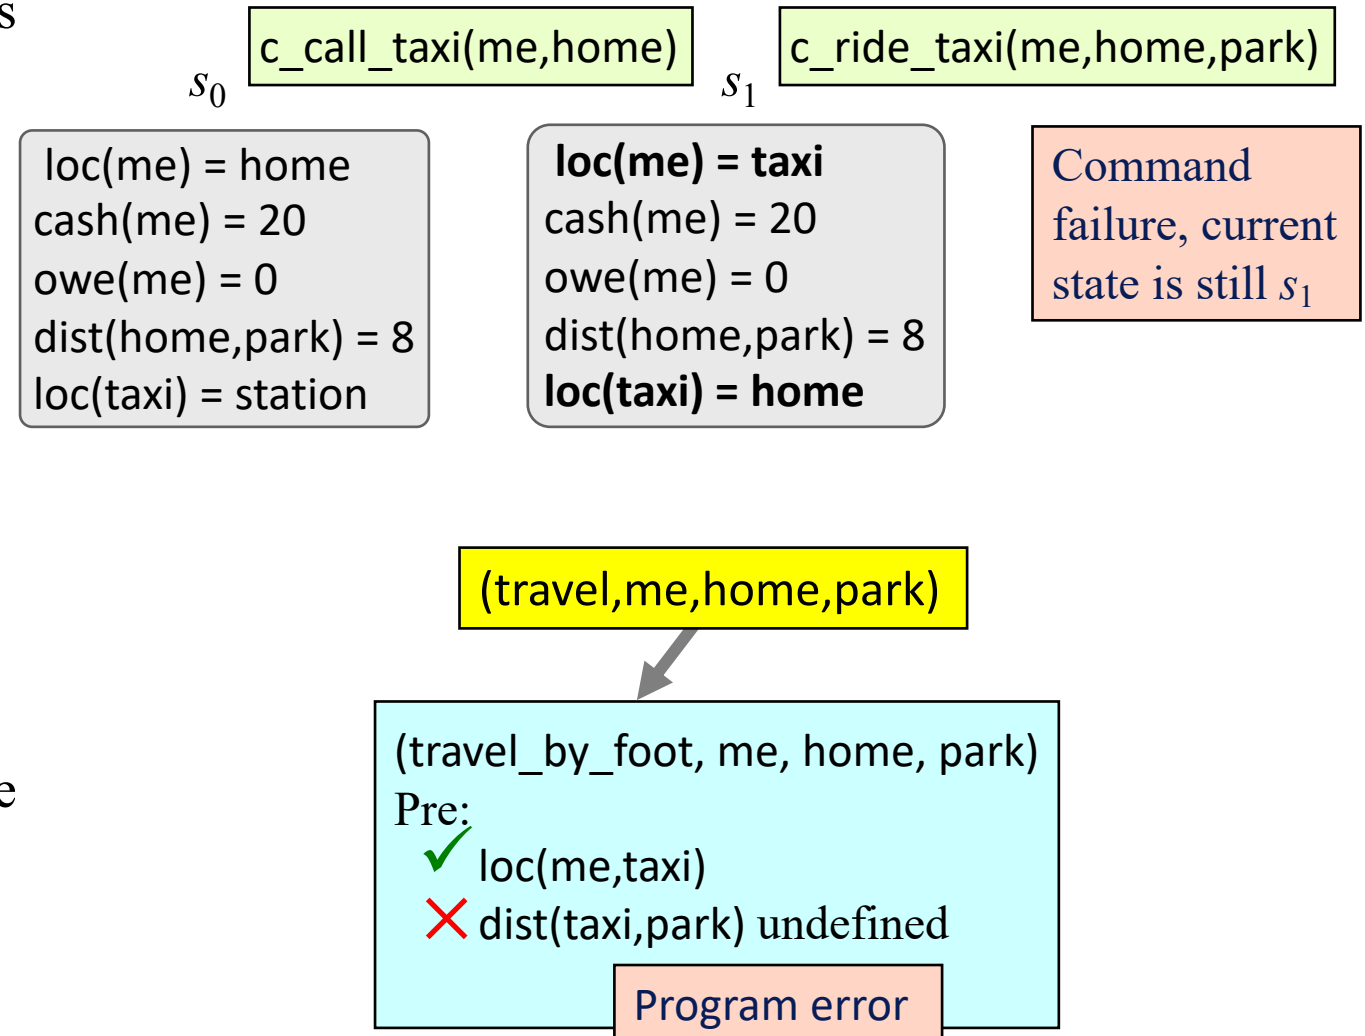 s
c_call_taxi(me,home)
c_ride_taxi(me,home,park)
s0
s1
loc(me) = home
cash(me) = 20
owe(me) = 0
dist(home,park) = 8
loc(taxi) = station
loc(me) = taxi
cash(me) = 20
owe(me) = 0
dist(home,park) = 8
loc(taxi) = home
Command
failure, current
state is still s1
(travel,me,home,park)
(travel_by_foot, me, home, park)
e
Pre:
✓ loc(me,taxi)
✕ dist(taxi,park) undefined
Program error